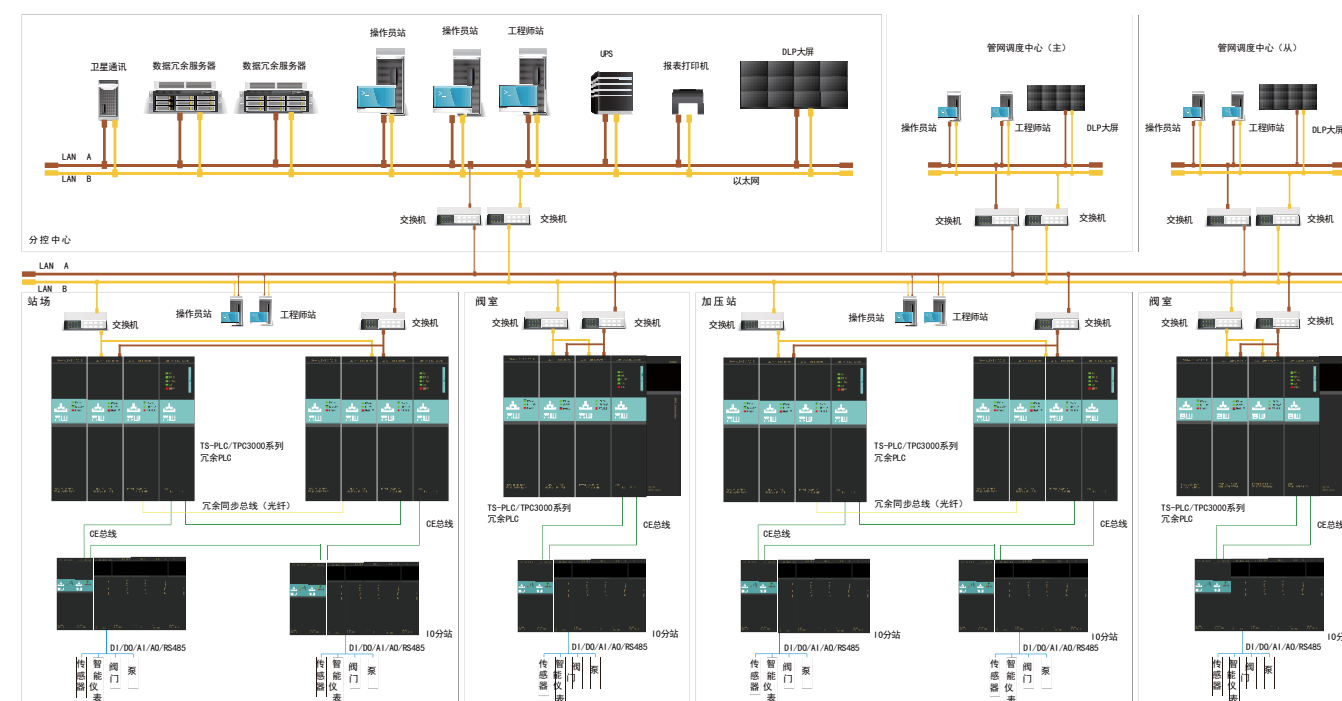 操作员站
操作员站
工程师站
卫星通讯
数据冗余服务器
数据冗余服务器
UPS
报表打印机
DLP大屏
LAN A
LAN B
以太网
交换机
交换机
分控中心
管网调度中心（主）
操作员站
工程师站
DLP大屏
交换机
交换机
管网调度中心（从）
操作员站
工程师站
DLP大屏
交换机
交换机
LAN A
LAN B
站场
交换机
操作员站
工程师站
交换机
TS-PLC/TPC3000系列
冗余PLC
冗余同步总线（光纤）
CE总线
CE总线
IO分站
DI/DO/AI/AO/RS485
传感器
智能仪表
阀门
泵
传感器
智能仪表
阀门
泵
阀室
交换机
交换机
TS-PLC/TPC3000系列
冗余PLC
CE总线
IO分站
DI/DO/AI/AO/RS485
传感器
智能仪表
阀门
泵
加压站
交换机
操作员站
工程师站
交换机
TS-PLC/TPC3000系列
冗余PLC
冗余同步总线（光纤）
CE总线
CE总线
IO分站
IO分站
DI/DO/AI/AO/RS485
DI/DO/AI/AO/RS485
传感器
智能仪表
阀门
泵
传感器
智能仪表
阀门
泵
阀室
交换机
交换机
TS-PLC/TPC3000系列
冗余PLC
CE总线
IO分
DI/DO/AI/AO/RS485
传感器
智能仪表
阀门
泵